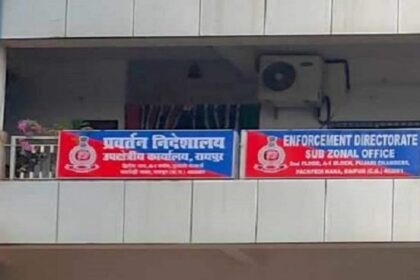 प्रवर्तन निदेशालय
उपक्षेत्रीय कार्यालय, रायपुर
ENFORCEMENT DIRECTORATE
SUB ZONAL OFFICE
2nd FLOOR, A-1 BLOCK, PUJARI CHAMBERS,
PACHPEDI NAKA, RAIPUR (C.G.) 492001